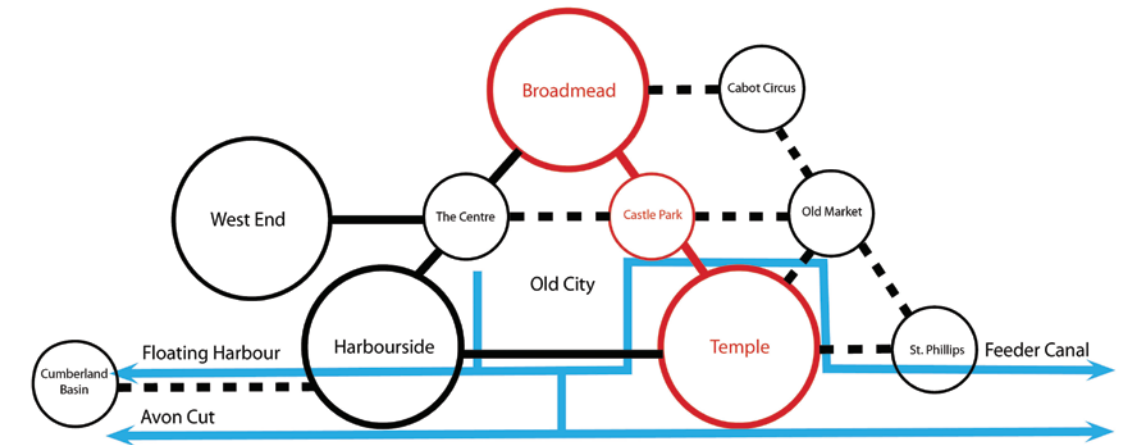 Broadmead
Cabot Circus
West End
The Centre
Castle Park
Old Market
Old City
Floating Harbour
Harbourside
Temple
St. Phillips
Feeder Canal
Cumberland
Basin
Avon Cut